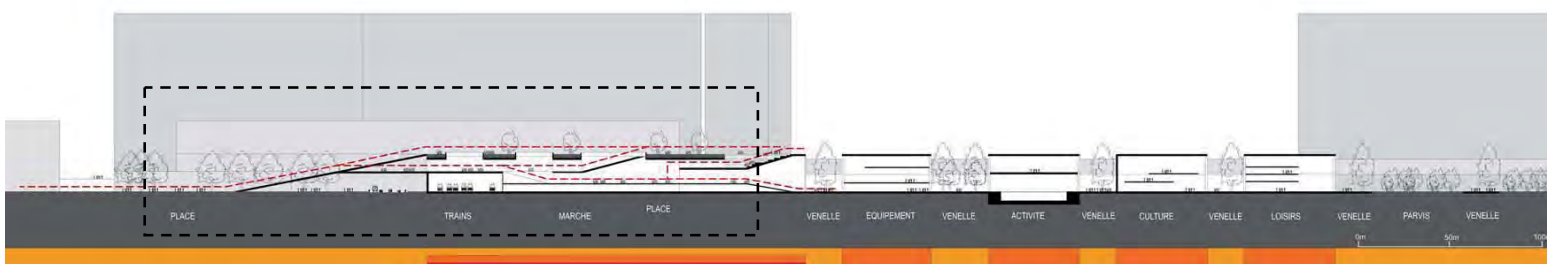 PLACE
TRAINS
MARCHE
PLACE
VENELLE
EQUIPEMENT
VENELLE
ACTIVITE
VENELLE
CULTURE
VENELLE
LOISIRS
VENELLE
PARVIS
VENELLE
0m
50m